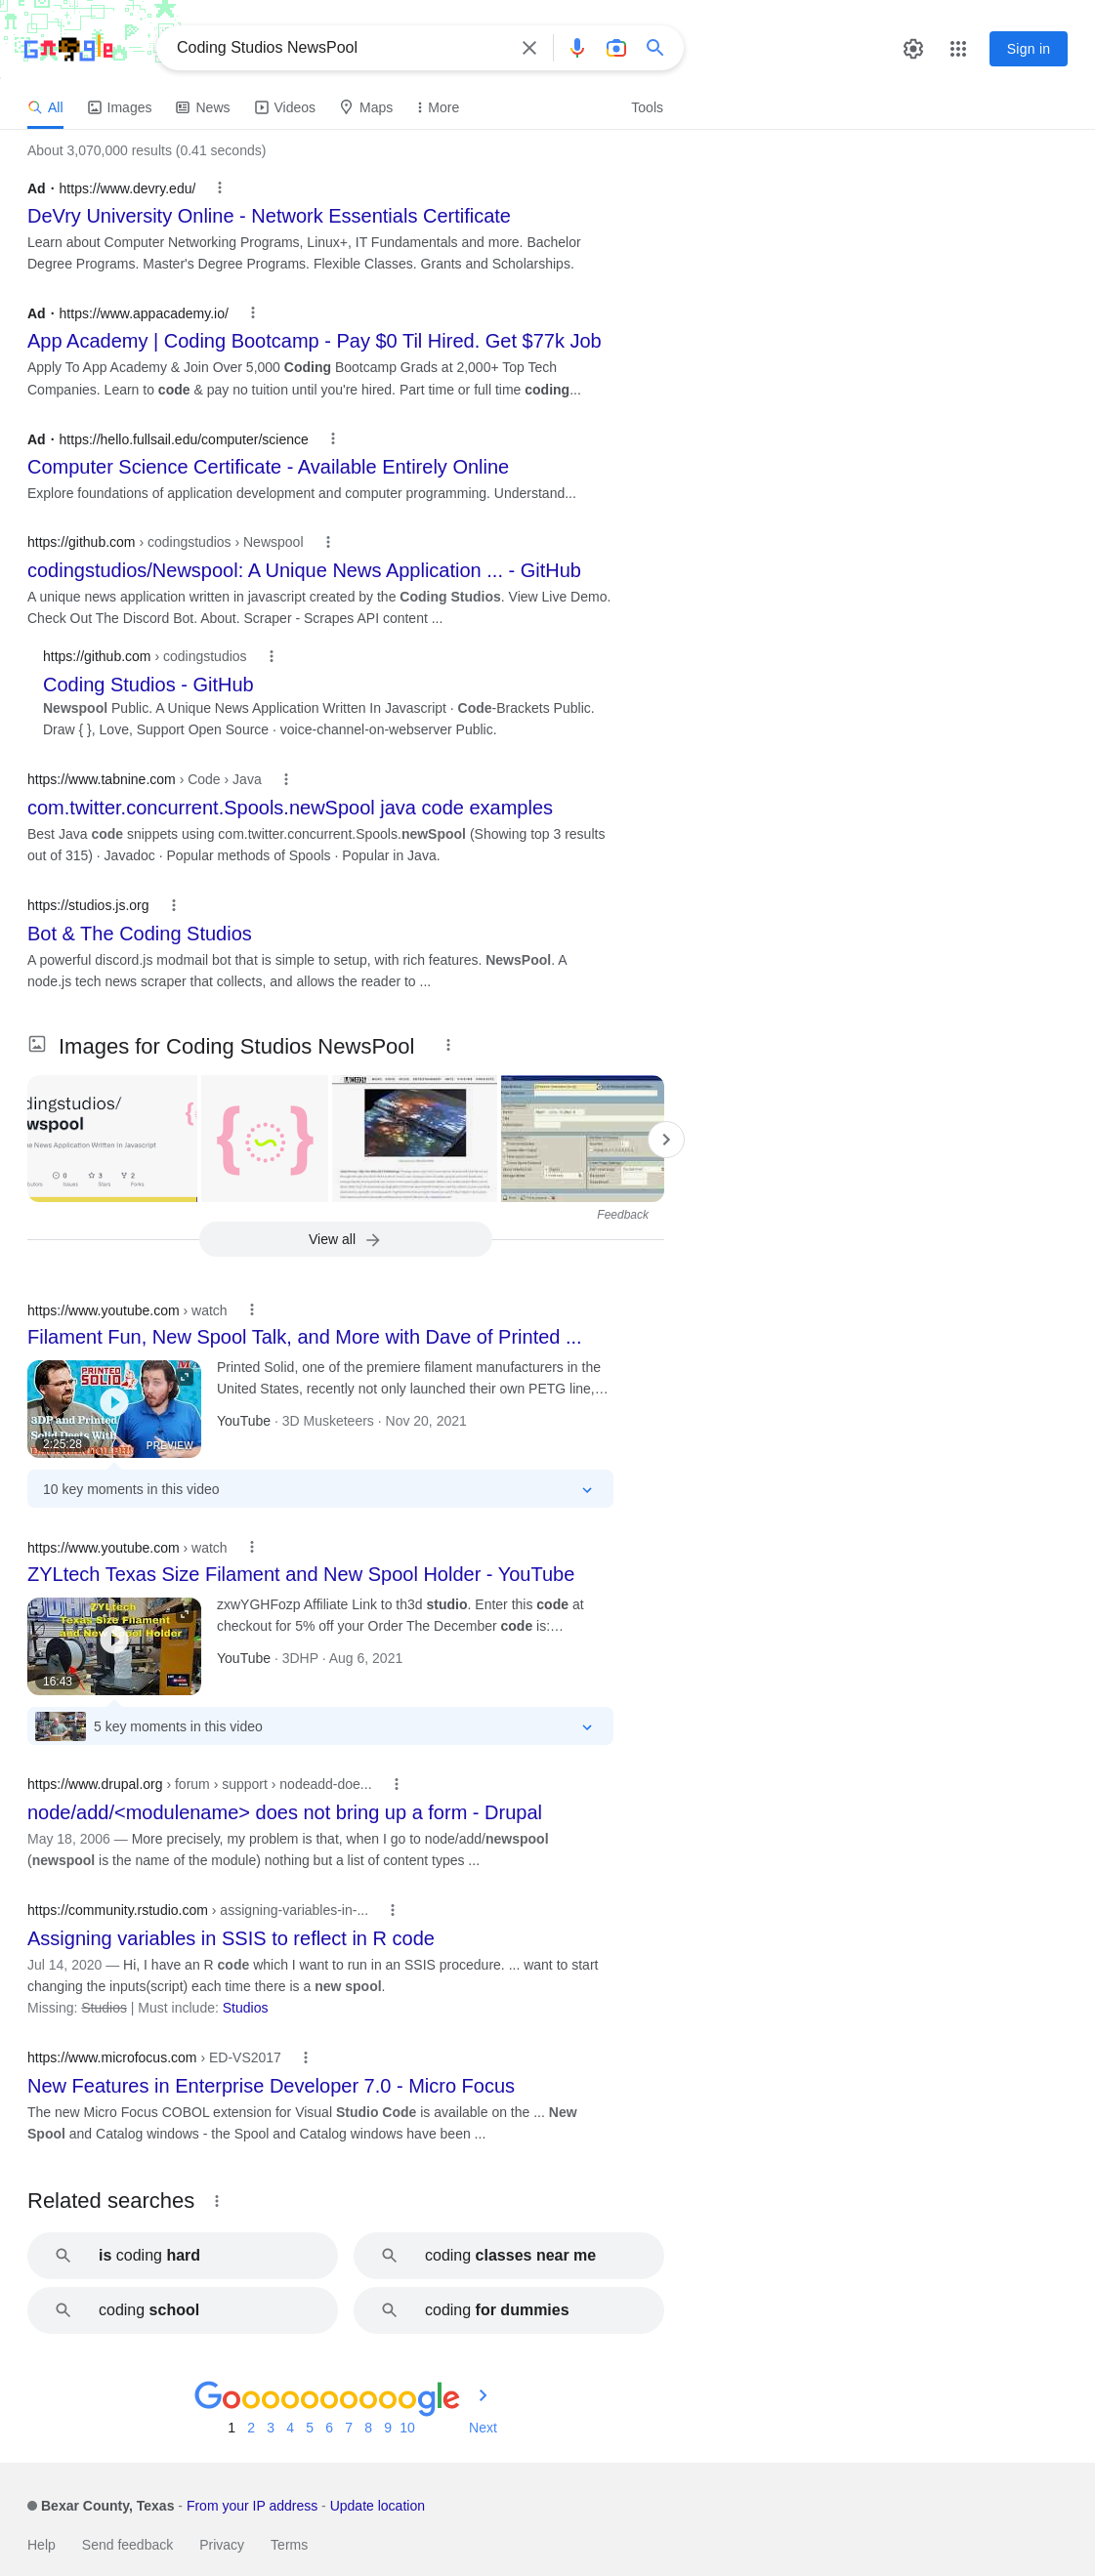 Coding Studios NewsPool
Sign in
All
Images
News
Videos
Maps
More
Tools
About 3,070,000 results (0.41 seconds)
Ad · https://www.devry.edu/
DeVry University Online - Network Essentials Certificate
Learn about Computer Networking Programs, Linux+, IT Fundamentals and more. Bachelor
Degree Programs. Master's Degree Programs. Flexible Classes. Grants and Scholarships.
Ad · https://www.appacademy.io/
App Academy | Coding Bootcamp - Pay $0 Til Hired. Get $77k Job
Apply To App Academy & Join Over 5,000 Coding Bootcamp Grads at 2,000+ Top Tech
Companies. Learn to code & pay no tuition until you're hired. Part time or full time coding...
Ad · https://hello.fullsail.edu/computer/science
Computer Science Certificate - Available Entirely Online
Explore foundations of application development and computer programming. Understand...
https://github.com › codingstudios › Newspool
codingstudios/Newspool: A Unique News Application ... - GitHub
A unique news application written in javascript created by the Coding Studios. View Live Demo.
Check Out The Discord Bot. About. Scraper - Scrapes API content ...
https://github.com › codingstudios
Coding Studios - GitHub
Newspool Public. A Unique News Application Written In Javascript · Code-Brackets Public.
Draw { }, Love, Support Open Source · voice-channel-on-webserver Public.
https://www.tabnine.com › Code › Java
com.twitter.concurrent.Spools.newSpool java code examples
Best Java code snippets using com.twitter.concurrent.Spools.newSpool (Showing top 3 results
out of 315) · Javadoc · Popular methods of Spools · Popular in Java.
https://studios.js.org
Bot & The Coding Studios
A powerful discord.js modmail bot that is simple to setup, with rich features. NewsPool. A
node.js tech news scraper that collects, and allows the reader to ...
Images for Coding Studios NewsPool
dingstudios/
wspool
e News Application Written In Javascript
0
3
2
utors
Issues
Stars
Forks
Feedback
View all
https://www.youtube.com › watch
Filament Fun, New Spool Talk, and More with Dave of Printed ...
PRINTED
SOLID
3DP and Printed
Solid Deets With
2:25:28
PREVIEW
Printed Solid, one of the premiere filament manufacturers in the
United States, recently not only launched their own PETG line,…
YouTube · 3D Musketeers · Nov 20, 2021
10 key moments in this video
https://www.youtube.com › watch
ZYLtech Texas Size Filament and New Spool Holder - YouTube
ZYLtech
Texas Size Filament
and New Spool Holder
16:43
zxwYGHFozp Affiliate Link to th3d studio. Enter this code at
checkout for 5% off your Order The December code is:…
YouTube · 3DHP · Aug 6, 2021
5 key moments in this video
https://www.drupal.org › forum › support › nodeadd-doe...
node/add/<modulename> does not bring up a form - Drupal
May 18, 2006 — More precisely, my problem is that, when I go to node/add/newspool
(newspool is the name of the module) nothing but a list of content types ...
https://community.rstudio.com › assigning-variables-in-...
Assigning variables in SSIS to reflect in R code
Jul 14, 2020 — Hi, I have an R code which I want to run in an SSIS procedure. ... want to start
changing the inputs(script) each time there is a new spool.
Missing: Studios | Must include: Studios
https://www.microfocus.com › ED-VS2017
New Features in Enterprise Developer 7.0 - Micro Focus
The new Micro Focus COBOL extension for Visual Studio Code is available on the ... New
Spool and Catalog windows - the Spool and Catalog windows have been ...
Related searches
is coding hard
coding classes near me
coding school
coding for dummies
Goooooooooogle
1 2 3 4 5 6 7 8 9 10 Next
Bexar County, Texas - From your IP address - Update location
Help Send feedback Privacy Terms